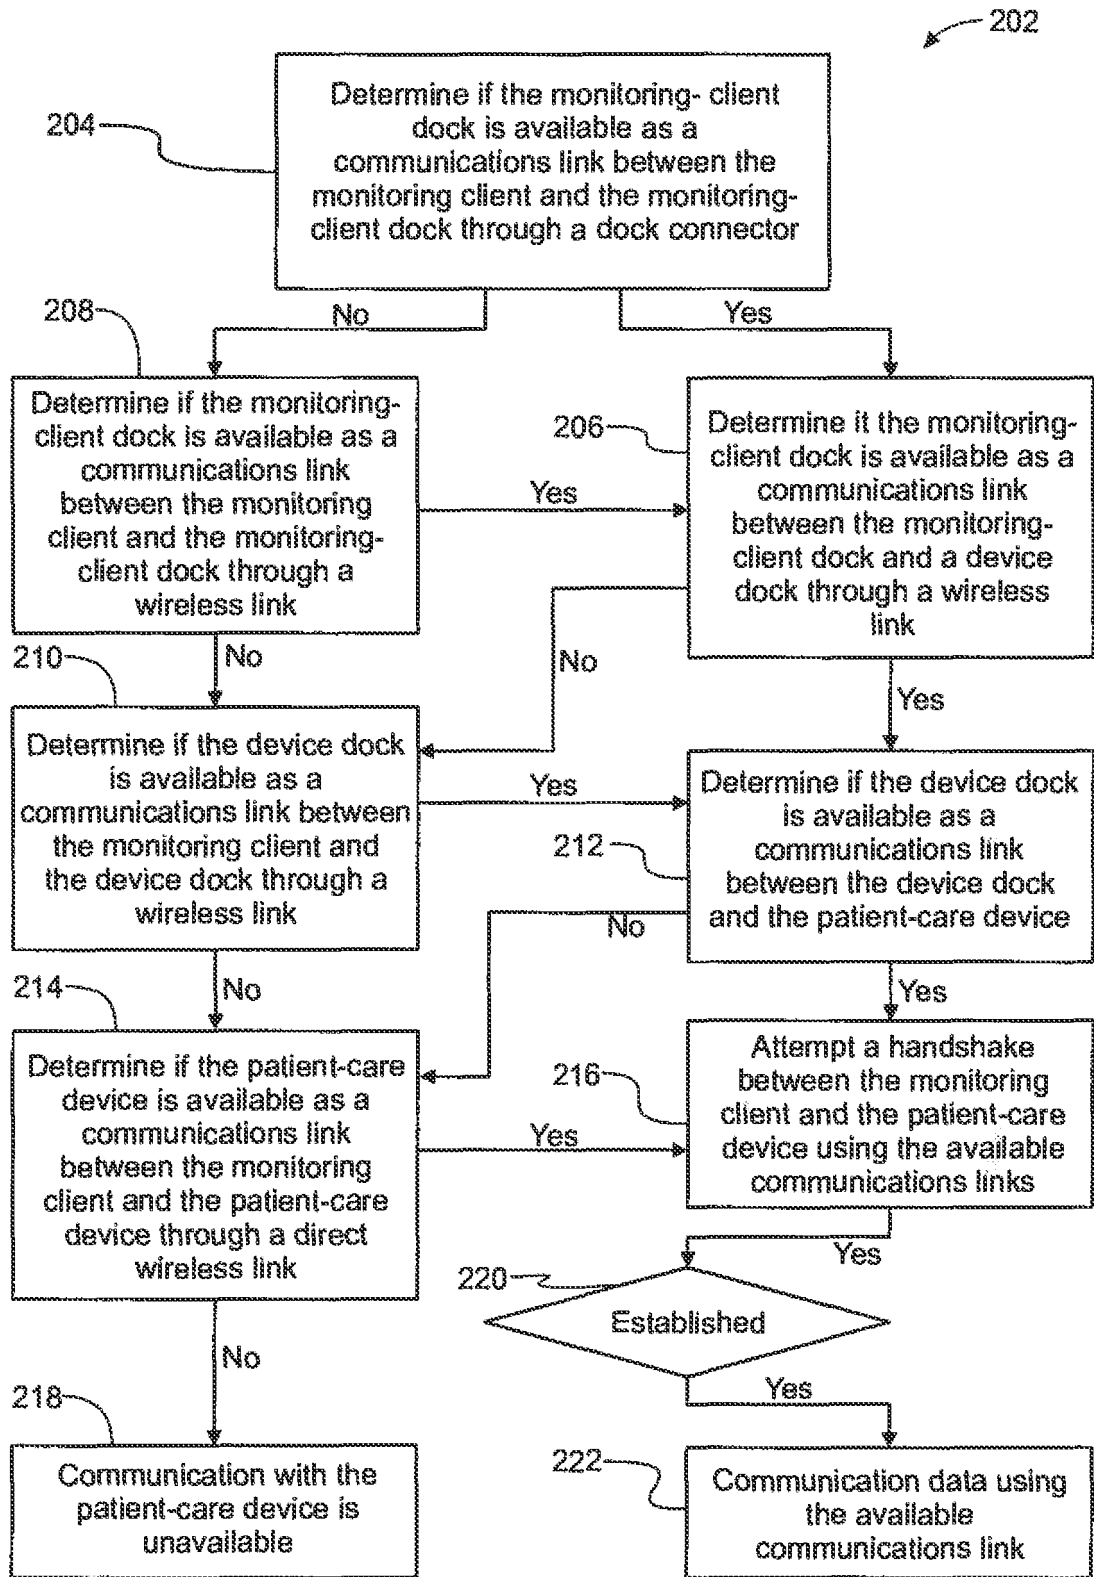 202
204
Determine if the monitoring- client
dock is available as a
communications link between the
monitoring client and the monitoring-
client dock through a dock connector
No
Yes
208
Determine if the monitoring-
client dock is available as a
communications link
between the monitoring
client and the monitoring-
client dock through a
wireless link
Yes
206
Determine it the monitoring-
client dock is available as a
communications link
between the monitoring-
client dock and a device
dock through a wireless
link
No
No
Yes
210
Determine if the device dock
is available as a
communications link between
the monitoring client and
the device dock through a
wireless link
Yes
212
Determine if the device dock
is available as a
communications link
between the device dock
and the patient-care device
No
No
Yes
214
Determine if the patient-care
device is available as a
communications link
between the monitoring
client and the patient-care
device through a direct
wireless link
Yes
216
Attempt a handshake
between the monitoring
client and the patient-care
device using the available
communications links
Yes
220
Established
No
Yes
218
Communication with the
patient-care device is
unavailable
222
Communication data using
the available
communications link